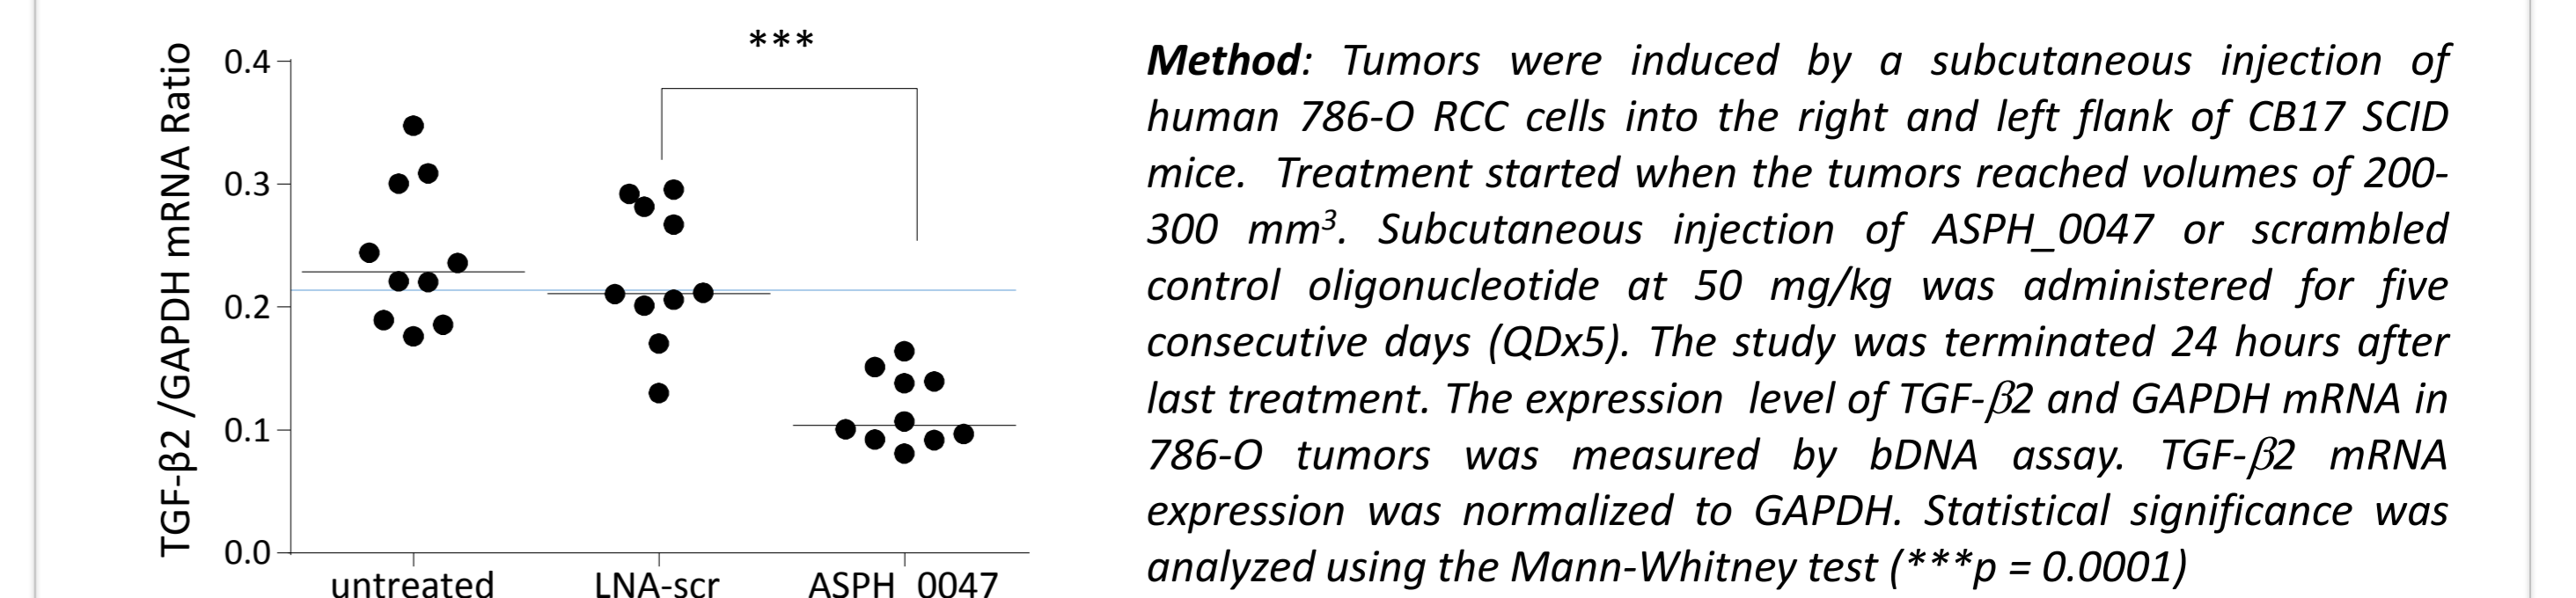 ***
TGF-β2 /GAPDH mRNA Ratio
0.4
0.3
0.2
0.1
0.0
untreated LNA-scr ASPH_0047
Method: Tumors were induced by a subcutaneous injection of
human 786-O RCC cells into the right and left flank of CB17 SCID
mice. Treatment started when the tumors reached volumes of 200-
300 mm³. Subcutaneous injection of ASPH_0047 or scrambled
control oligonucleotide at 50 mg/kg was administered for five
consecutive days (QDx5). The study was terminated 24 hours after
last treatment. The expression level of TGF-β2 and GAPDH mRNA in
786-O tumors was measured by bDNA assay. TGF-β2 mRNA
expression was normalized to GAPDH. Statistical significance was
analyzed using the Mann-Whitney test (***p = 0.0001)